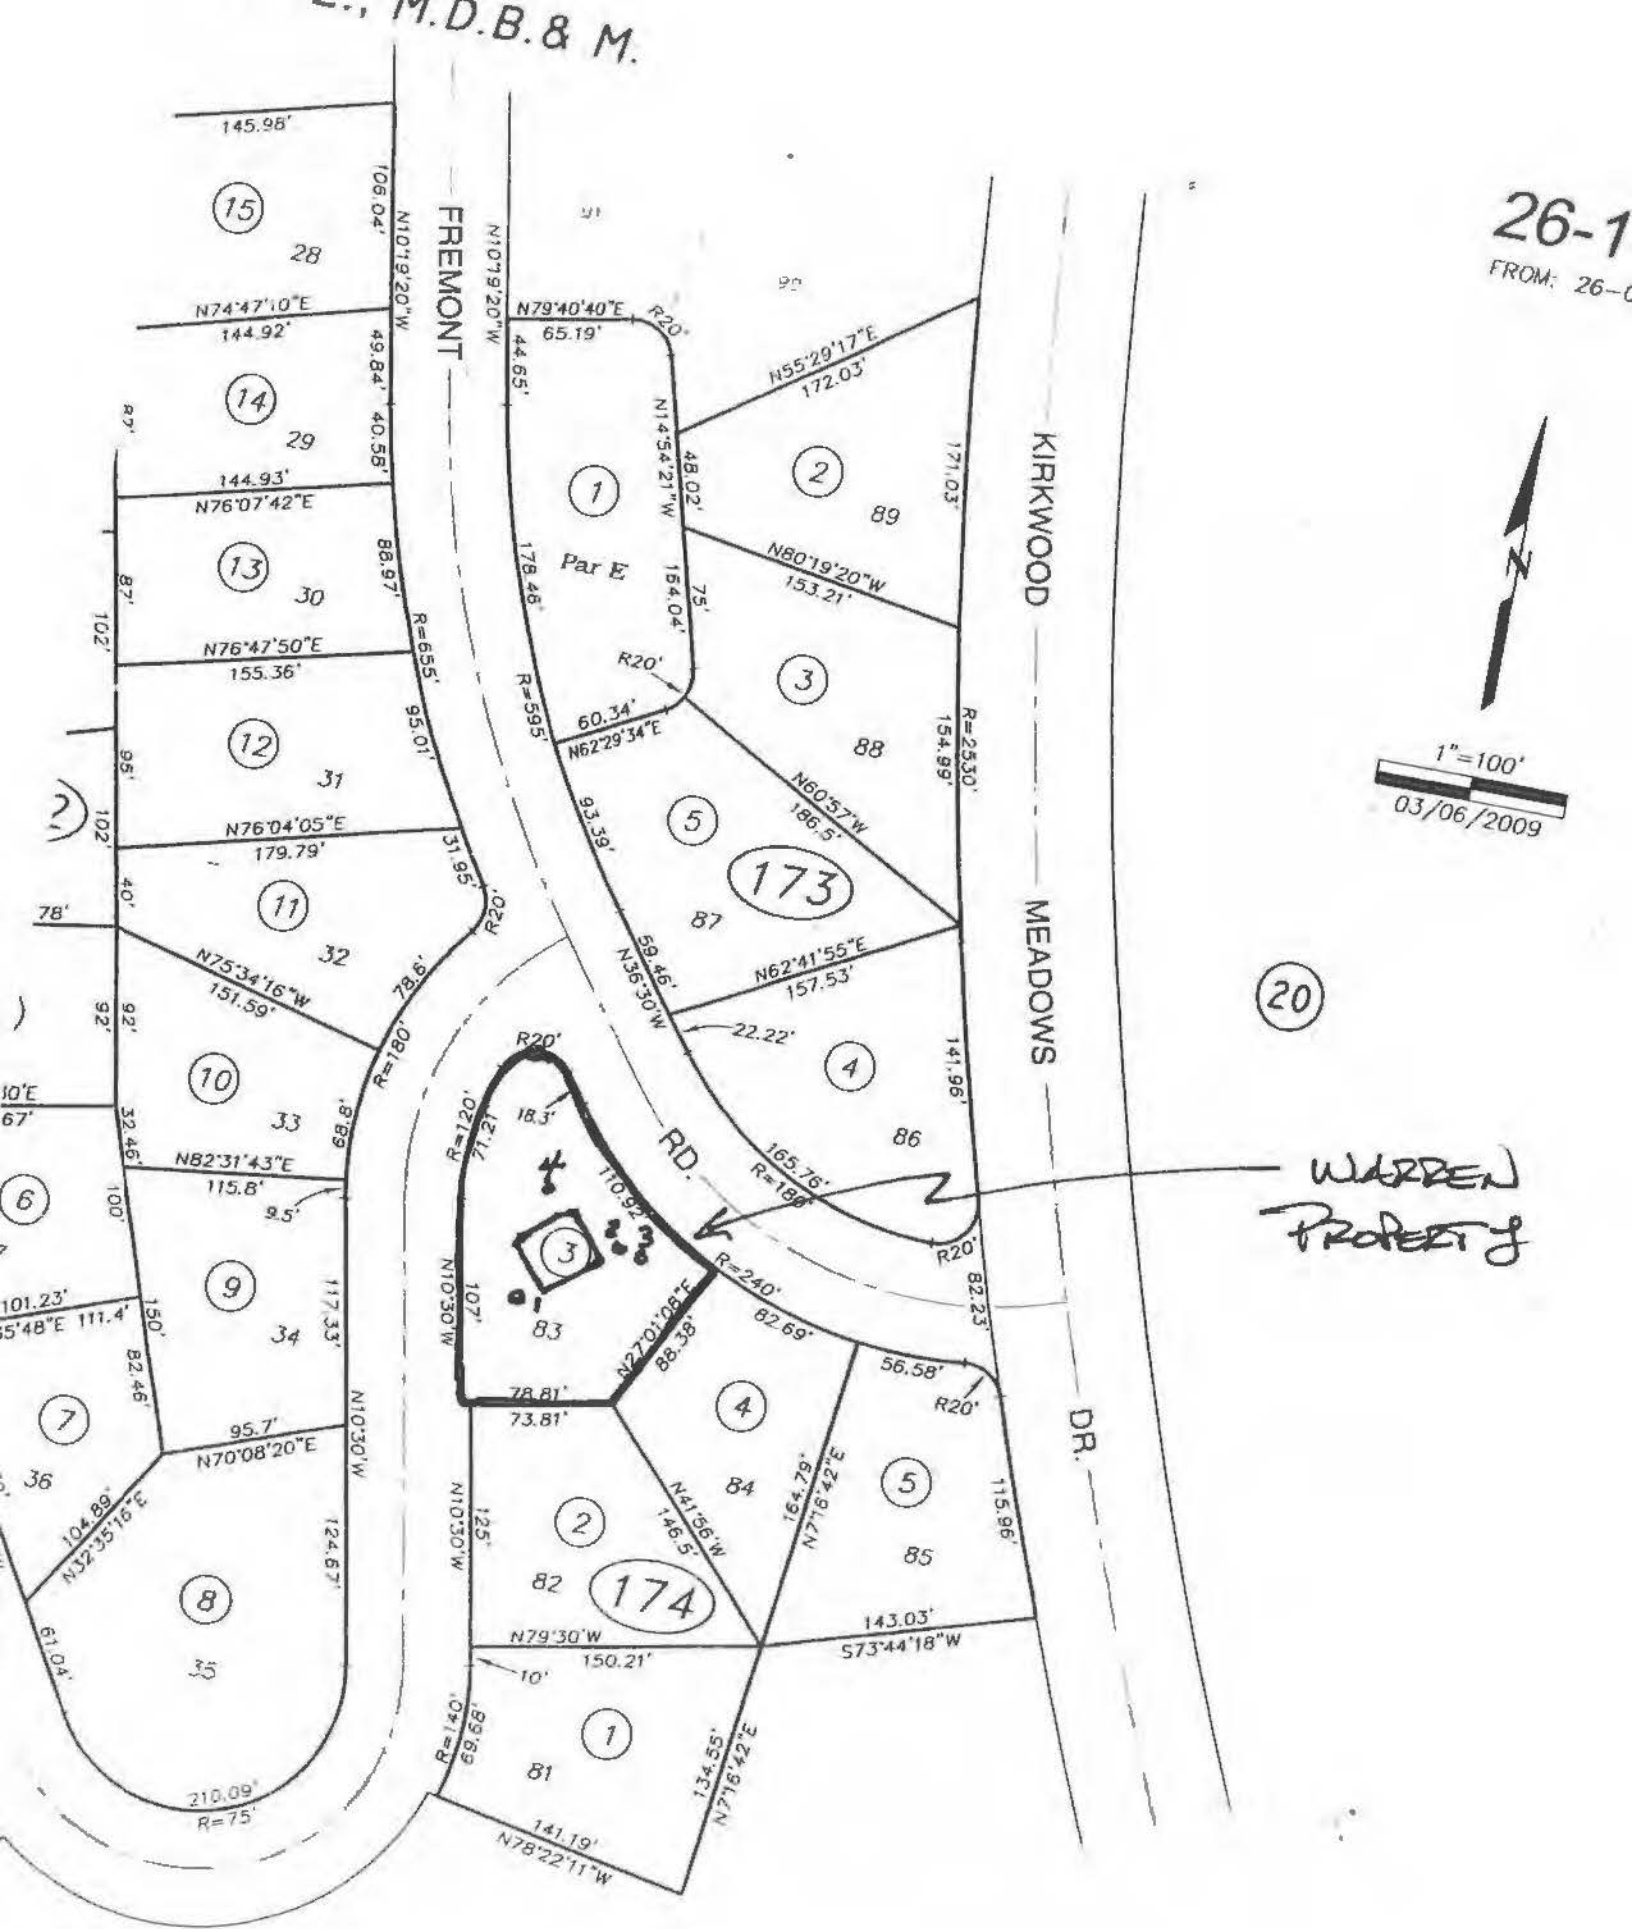 M.D.B.& M.
145.98'
106.04'
15
28
N10°19'20"W
FREMONT
N10°19'20"W
N74°47'10"E
144.92'
49.84'
14
29
40.58'
144.93'
N76°07'42"E
13
30
88.97'
87'
102'
N76°47'50"E
155.36'
R=655'
12
31
95.01'
95'
102'
N76°04'05"E
179.79'
31.95'
R20'
11
32
40'
78'
N75°34'16"W
151.59'
78.6'
R=180'
92'
92'
10
33
68.8'
67'
32.46'
N82°31'43"E
115.8'
9.5'
6
100'
9
34
117.33'
101.23'
111.4'
150'
82.46'
7
36
95.7'
N70°08'20"E
N10°30'W
104.89'
N32°35'16"E
8
35
124.67'
61.04'
210.09'
R=75'
N79°40'40"E
65.19'
R20'
44.65'
1
Par E
N14°54'21"W
48.02'
178.46'
164.04'
75'
R20'
R=595'
60.34'
N62°29'34"E
N55°29'17"E
172.03'
2
89
171.03'
N80°19'20"W
153.21'
3
88
R=2530'
154.99'
N60°57'W
186.5'
93.39'
5
173
87
59.46'
N36°30'W
N62°41'55"E
157.53'
22.22'
4
86
141.96'
165.76'
R=180'
R20'
82.23'
KIRKWOOD
MEADOWS
DR.
RD.
R20'
R=120'
71.21'
18.3'
4
110.92'
3
2
3
1
83
N10°30'W
107'
N27°01'08"E
88.38'
R=240'
82.69'
78.81'
73.81'
56.58'
R20'
4
84
5
85
115.96'
164.79'
N7°16'42"E
N41°56'W
146.5'
2
82
174
N10°30'W
125'
N79°30'W
150.21'
10'
143.03'
S73°44'18"W
R=140'
69.68'
1
81
134.55'
N7°16'42"E
141.19'
N78°22'11"W
26-1
FROM: 26-0
N
1"=100'
03/06/2009
20
WARREN
PROPERTY